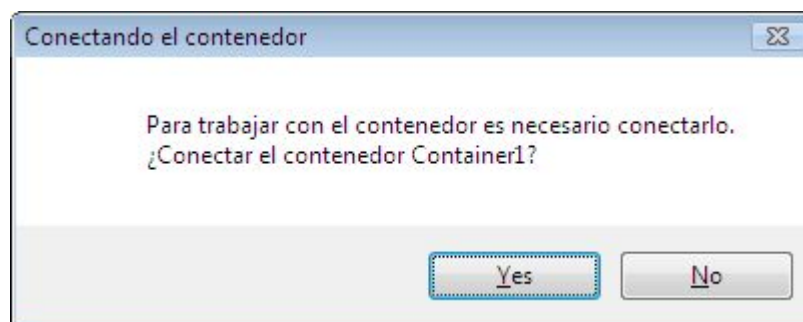 Conectando el contenedor
Para trabajar con el contenedor es necesario conectarlo.
¿Conectar el contenedor Container1?
Yes No